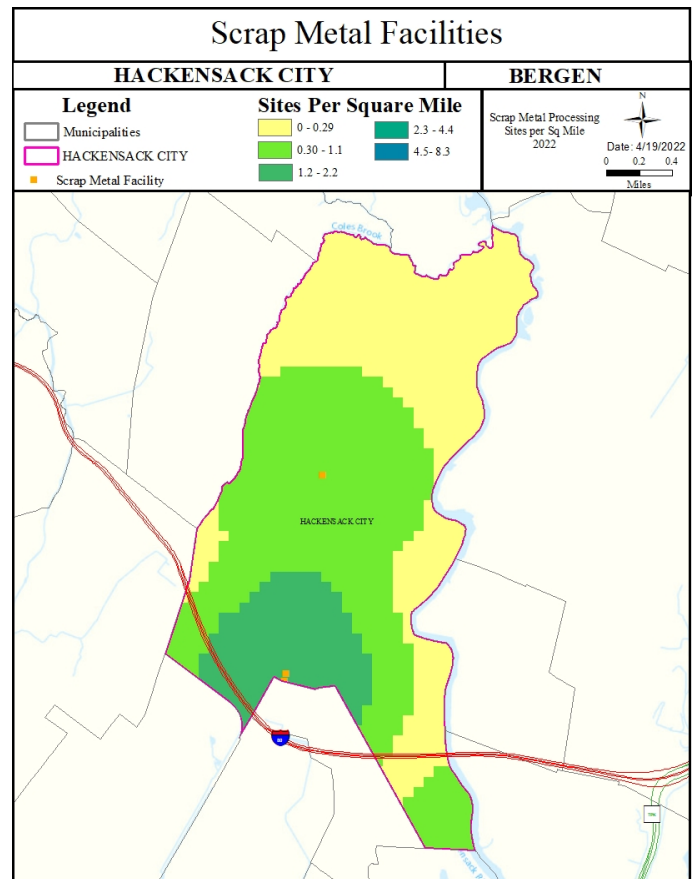 Scrap Metal Facilities
HACKENSACK CITY
BERGEN
Legend
Municipalities
HACKENSACK CITY
Scrap Metal Facility
Sites Per Square Mile
0 - 0.29
0.30 - 1.1
1.2 - 2.2
2.3 - 4.4
4.5- 8.3
Scrap Metal Processing
Sites per Sq Mile
2022
N
Date: 4/19/2022
0 0.2 0.4
Miles
Coles Brook
HACKENSACK CITY
80